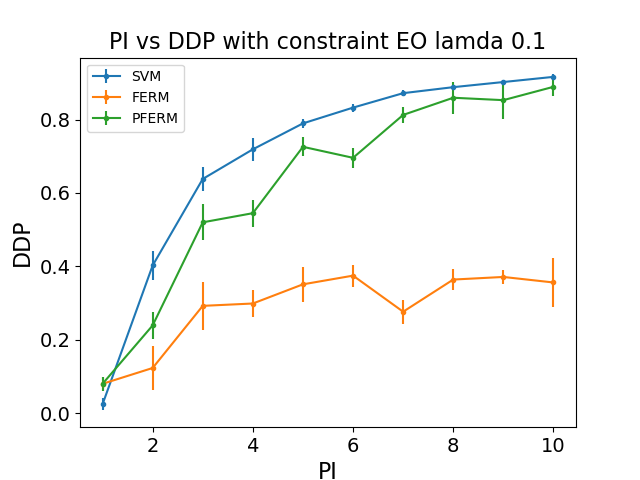 PI vs DDP with constraint EO lamda 0.1
SVM
FERM
PFERM
DDP
0.8
0.6
0.4
0.2
0.0
2
4
6
8
10
PI